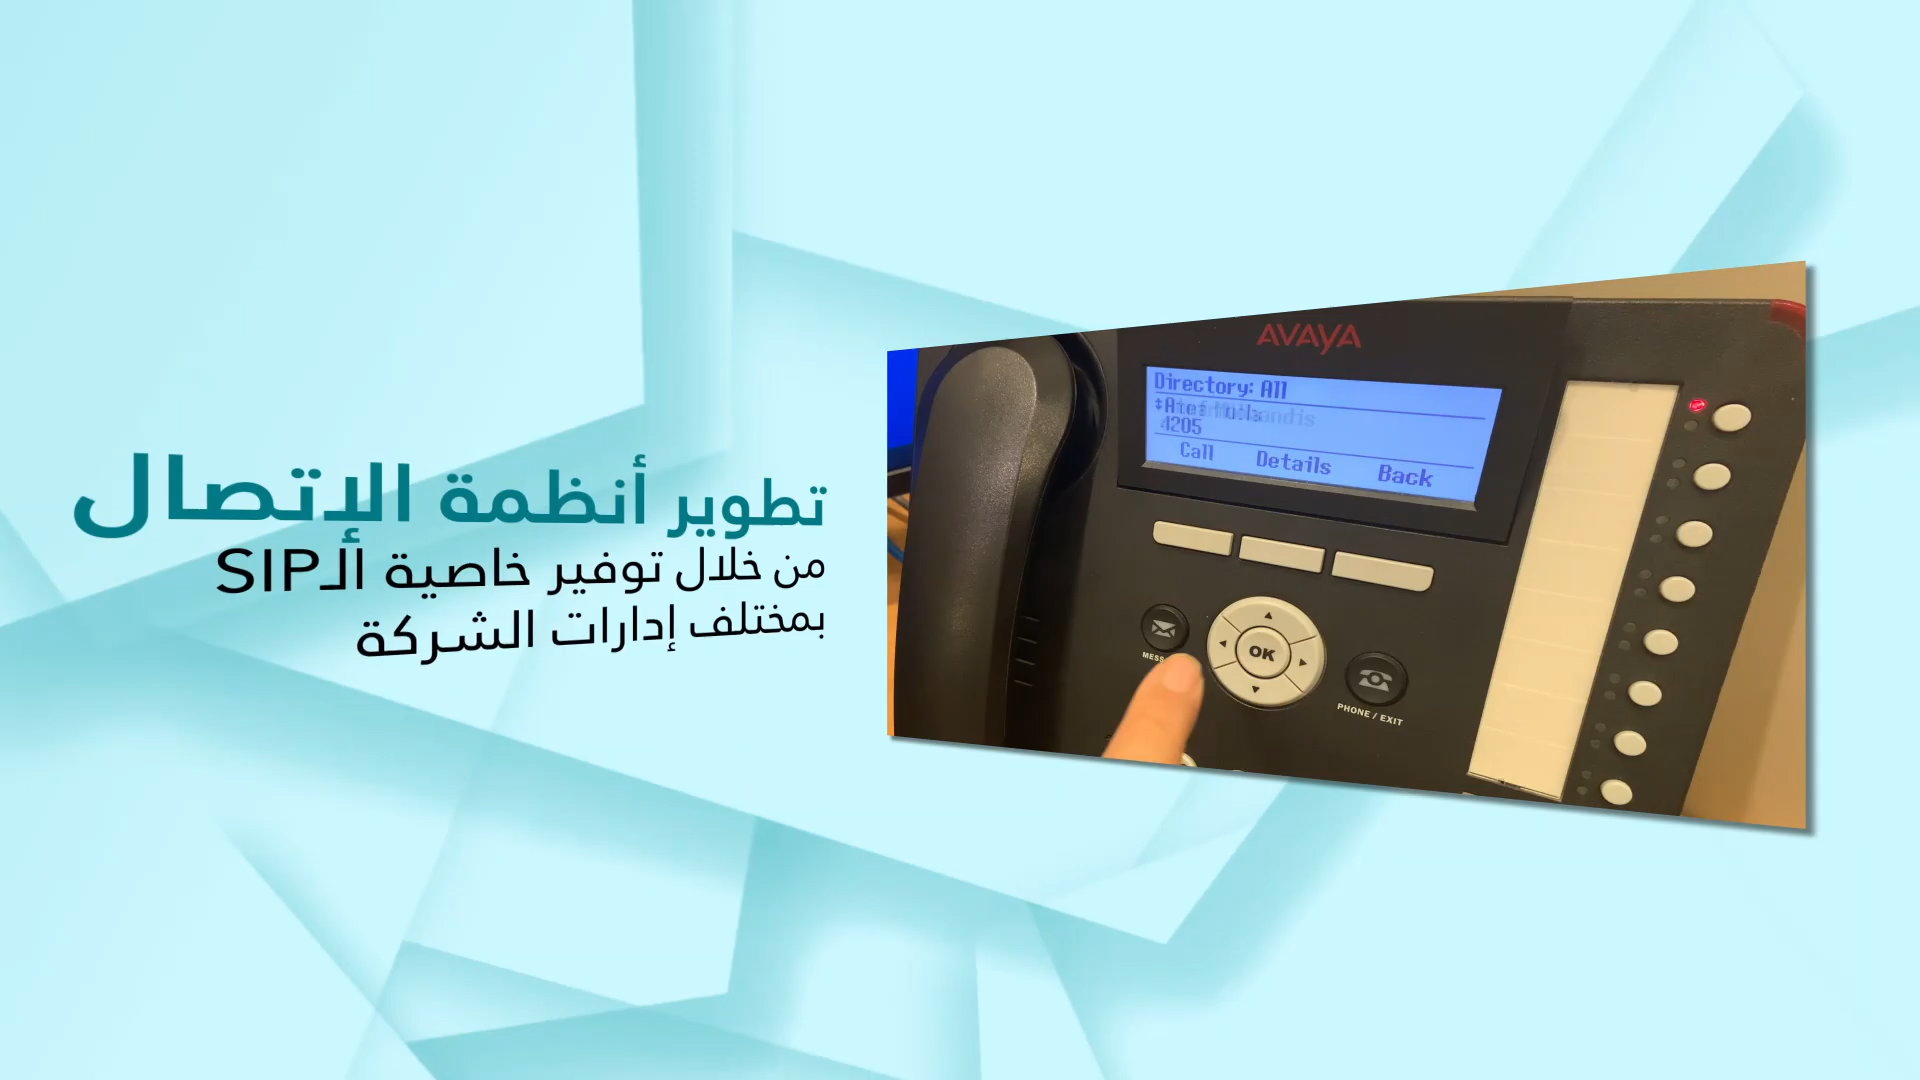 تطوير أنظمة الإتصال
من خلال توفير خاصية الـSIP
بمختلف إدارات الشركة
AVAYA
Directory: All
4205
Call Details Back
OK
PHONE / EXIT